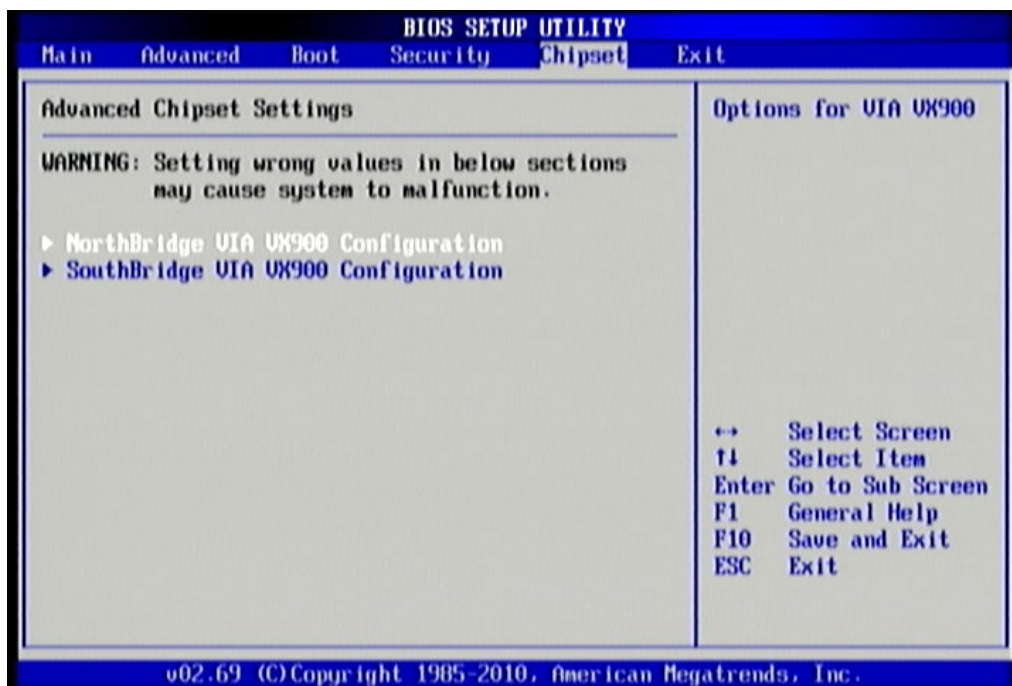 BIOS SETUP UTILITY
Main Advanced Boot Security Chipset Exit
Advanced Chipset Settings
WARNING: Setting wrong values in below sections
may cause system to malfunction.
▶ NorthBridge VIA VX900 Configuration
▶ SouthBridge VIA VX900 Configuration
Options for VIA VX900
↔ Select Screen
↑↓ Select Item
Enter Go to Sub Screen
F1 General Help
F10 Save and Exit
ESC Exit
v02.69 (C)Copyright 1985-2010, American Megatrends, Inc.